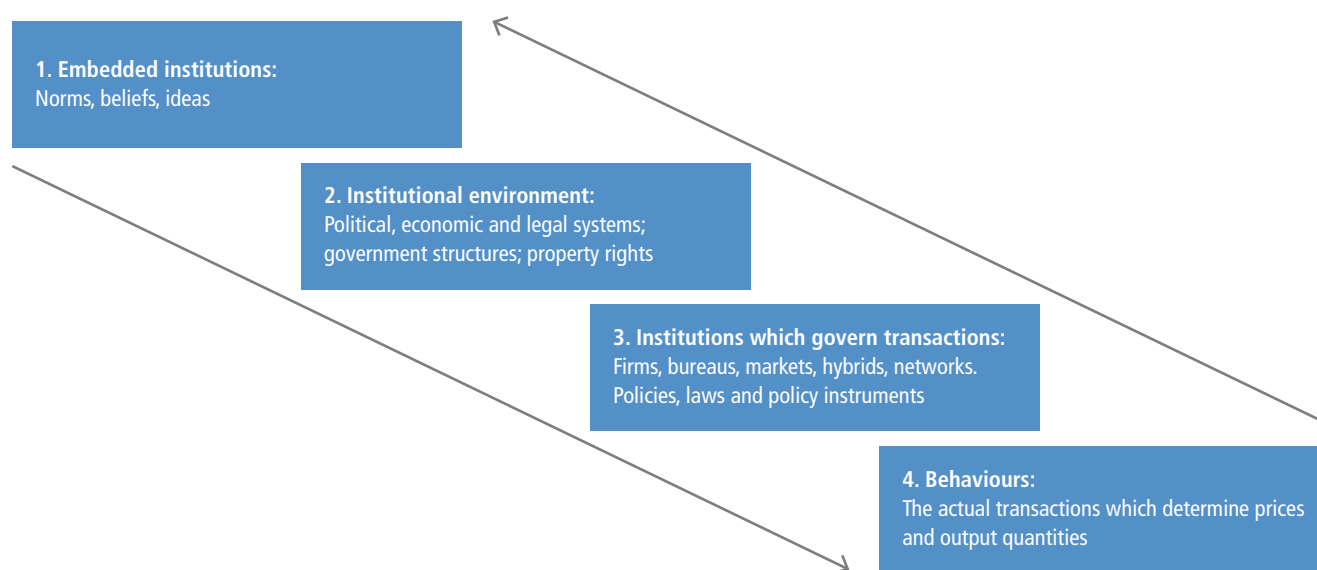 1. Embedded institutions:
Norms, beliefs, ideas
2. Institutional environment:
Political, economic and legal systems;
government structures; property rights
3. Institutions which govern transactions:
Firms, bureaus, markets, hybrids, networks.
Policies, laws and policy instruments
4. Behaviours:
The actual transactions which determine prices
and output quantities